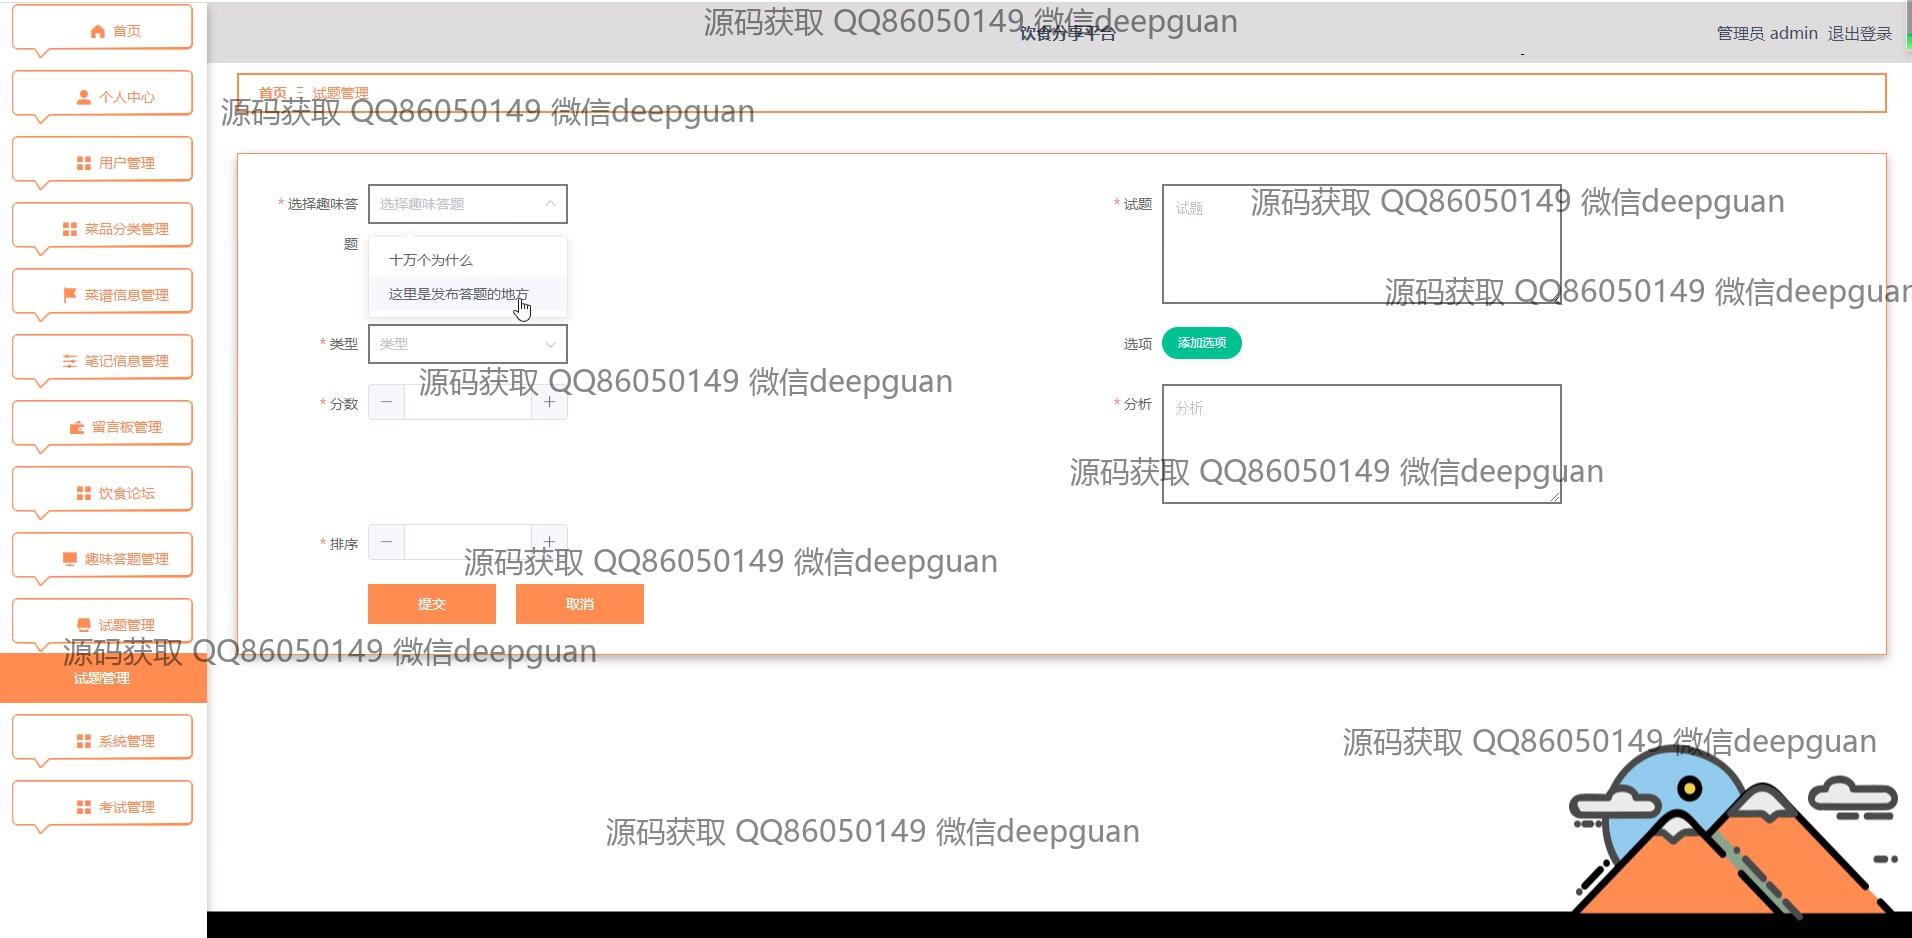 源码获取 QQ86050149 微信deepguan
饮食分享平台
管理员 admin 退出登录
首页
个人中心
用户管理
菜品分类管理
菜谱信息管理
笔记信息管理
留言板管理
饮食论坛
趣味答题管理
试题管理
试题管理
系统管理
考试管理
首页 Ξ 试题管理
源码获取 QQ86050149 微信deepguan
* 选择趣味答
题
选择趣味答题
十万个为什么
这里是发布答题的地方
* 试题
试题
源码获取 QQ86050149 微信deepguan
源码获取 QQ86050149 微信deepguan
* 类型
类型
选项
添加选项
源码获取 QQ86050149 微信deepguan
* 分数
− +
* 分析
分析
源码获取 QQ86050149 微信deepguan
* 排序
− +
源码获取 QQ86050149 微信deepguan
提交
取消
源码获取 QQ86050149 微信deepguan
源码获取 QQ86050149 微信deepguan
源码获取 QQ86050149 微信deepguan